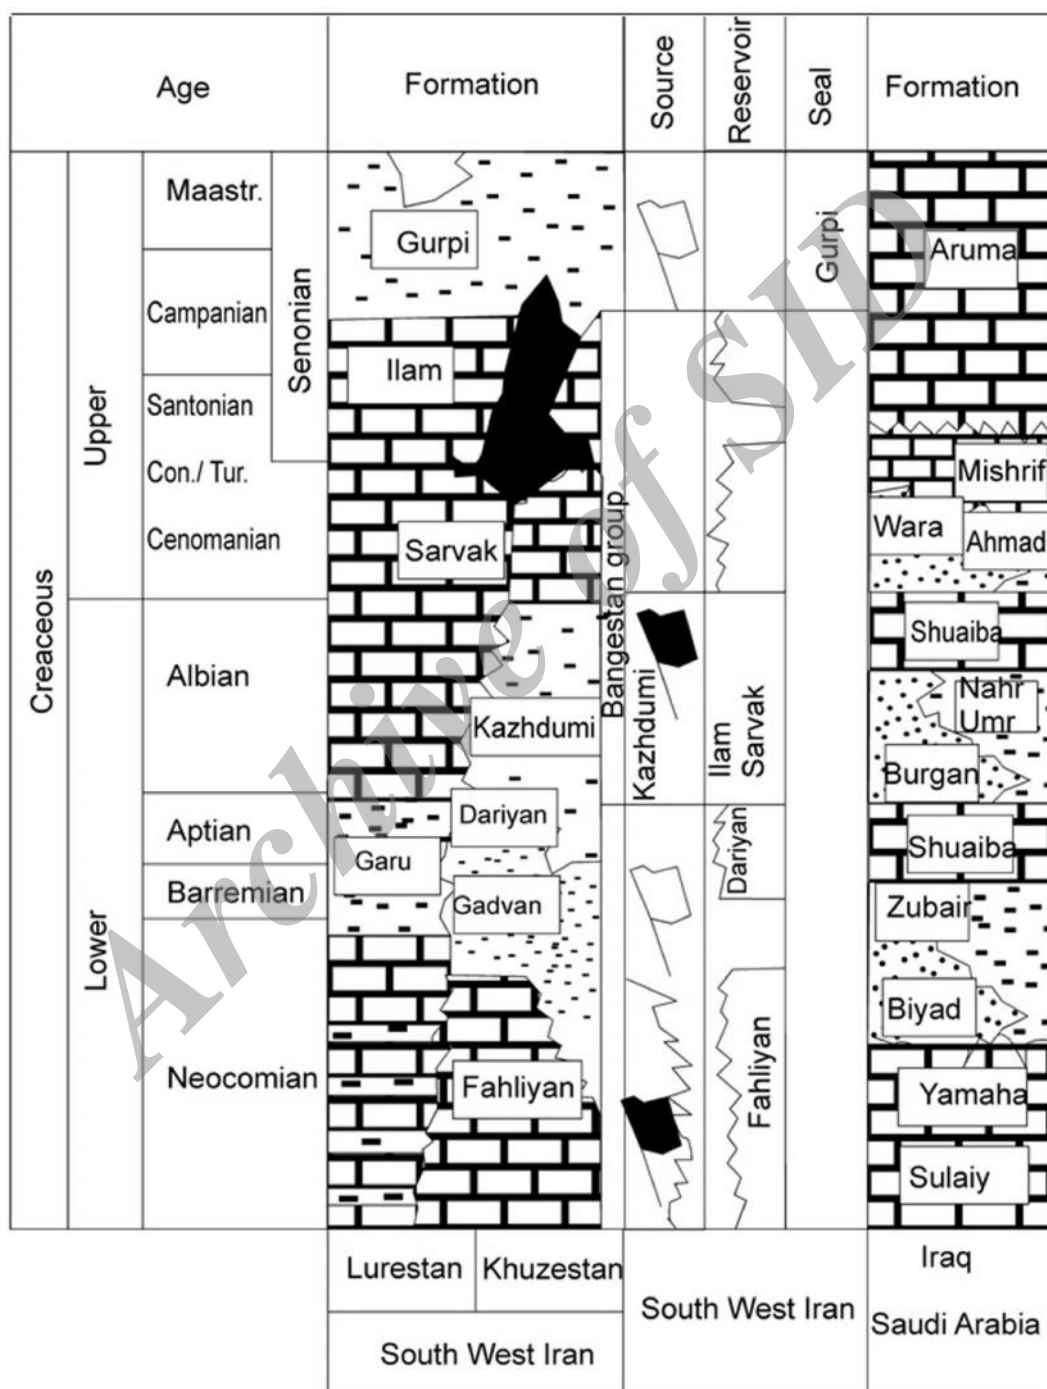 Age
Formation
Source
Reservoir
Seal
Formation
Creaceous
Upper
Lower
Maastr.
Campanian
Santonian
Con./ Tur.
Cenomanian
Senonian
Albian
Aptian
Barremian
Neocomian
Gurpi
Ilam
Sarvak
Kazhdumi
Dariyan
Garu
Gadvan
Fahliyan
Bangestan group
Kazhdumi
Ilam
Sarvak
Dariyan
Fahliyan
Gurpi
Aruma
Mishrif
Wara
Ahmad
Shuaiba
Nahr
Umr
Burgan
Shuaiba
Zubair
Biyad
Yamaha
Sulaiy
Lurestan
Khuzestan
South West Iran
South West Iran
Iraq
Saudi Arabia
Archive of SID